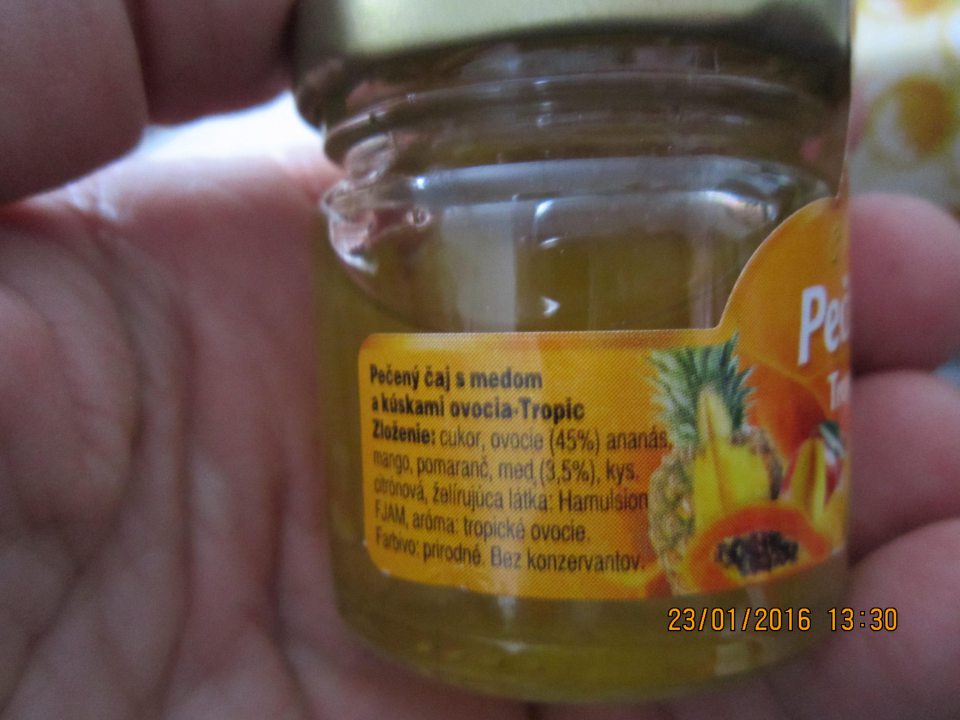 Pečený čaj s medom
a kúskami ovocia-Tropic
Zloženie: cukor, ovocie (45%) ananás,
mango, pomaranč, med (3,5%), kys.
citrónová, želírujúca látka: Hamulsion
FJAM, aróma: tropické ovocie.
Farbivo: prírodné. Bez konzervantov.
Peč
23/01/2016 13:30